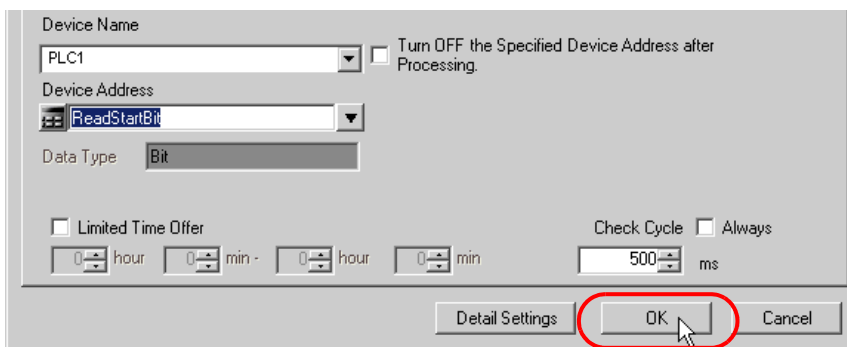 Device Name
PLC1
Turn OFF the Specified Device Address after
Processing.
Device Address
ReadStartBit
Data Type Bit
Limited Time Offer
Check Cycle Always
0 hour 0 min - 0 hour 0 min
500 ms
Detail Settings OK Cancel